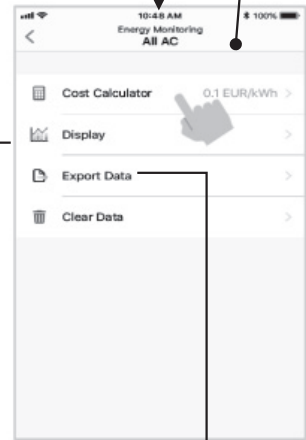 10:48 AM
100%
Energy Monitoring
All AC
Cost Calculator 0.1 EUR/kWh
Display
Export Data
Clear Data